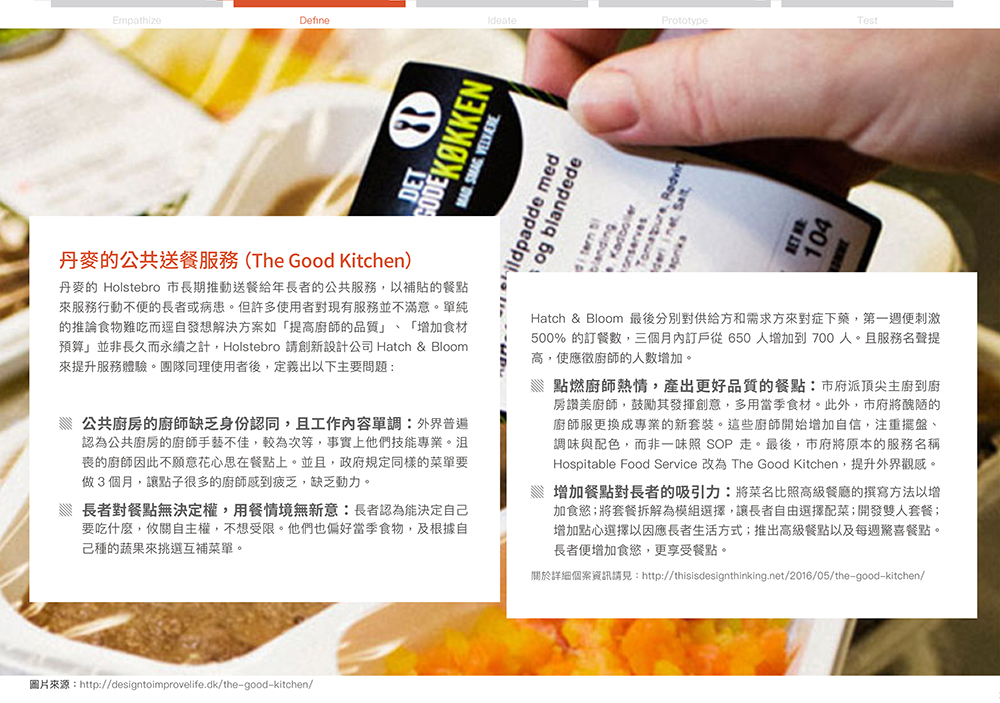 Empathize
Define
Ideate
Prototype
Test
DET
GODE KØKKEN
MAD. SMAG. VELVÆRE.
ildpadde med
og blandede
NET NR:
104
丹麥的公共送餐服務（The Good Kitchen）
丹麥的 Holstebro 市長期推動送餐給年長者的公共服務，以補貼的餐點
來服務行動不便的長者或病患。但許多使用者對現有服務並不滿意。單純
的推論食物難吃而逕自發想解決方案如「提高廚師的品質」、「增加食材
預算」並非長久而永續之計，Holstebro 請創新設計公司 Hatch & Bloom
來提升服務體驗。團隊同理使用者後，定義出以下主要問題 :
公共廚房的廚師缺乏身份認同，且工作內容單調：外界普遍
認為公共廚房的廚師手藝不佳，較為次等，事實上他們技能專業。沮
喪的廚師因此不願意花心思在餐點上。並且，政府規定同樣的菜單要
做 3 個月，讓點子很多的廚師感到疲乏，缺乏動力。
長者對餐點無決定權，用餐情境無新意：長者認為能決定自己
要吃什麼，攸關自主權，不想受限。他們也偏好當季食物，及根據自
己種的蔬果來挑選互補菜單。
Hatch & Bloom 最後分別對供給方和需求方來對症下藥，第一週便刺激
500% 的訂餐數，三個月內訂戶從 650 人增加到 700 人。且服務名聲提
高，使應徵廚師的人數增加。
點燃廚師熱情，產出更好品質的餐點：市府派頂尖主廚到廚
房讚美廚師，鼓勵其發揮創意，多用當季食材。此外，市府將醜陋的
廚師服更換成專業的新套裝。這些廚師開始增加自信，注重擺盤、
調味與配色，而非一味照 SOP 走。最後，市府將原本的服務名稱
Hospitable Food Service 改為 The Good Kitchen，提升外界觀感。
增加餐點對長者的吸引力：將菜名比照高級餐廳的撰寫方法以增
加食慾；將套餐拆解為模組選擇，讓長者自由選擇配菜；開發雙人套餐；
增加點心選擇以因應長者生活方式；推出高級餐點以及每週驚喜餐點。
長者便增加食慾，更享受餐點。
關於詳細個案資訊請見：http://thisisdesignthinking.net/2016/05/the-good-kitchen/
圖片來源：http://designtoimprovelife.dk/the-good-kitchen/